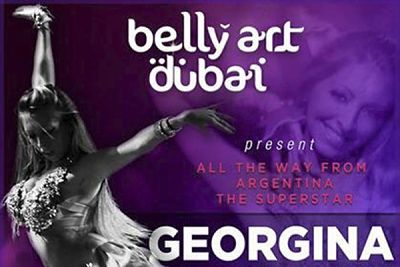 belly art
dubai
present
ALL THE WAY FROM
ARGENTINA
THE SUPERSTAR
GEORGINA